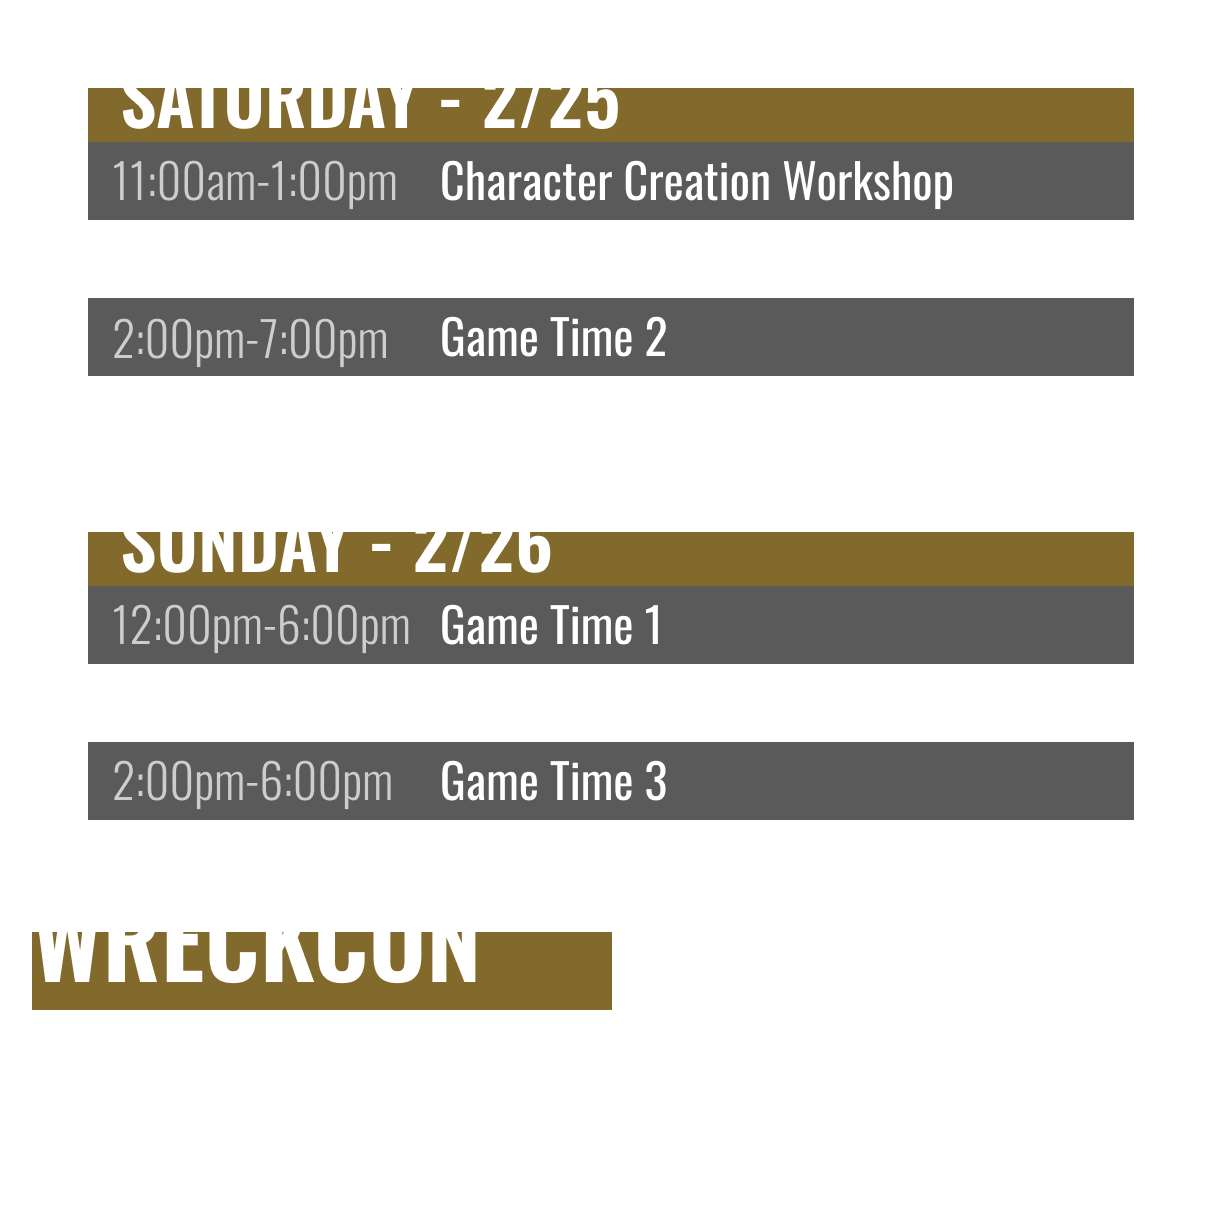 SATURDAY - 2/25
11:00am-1:00pm Character Creation Workshop
2:00pm-7:00pm Game Time 2
SUNDAY - 2/26
12:00pm-6:00pm Game Time 1
2:00pm-6:00pm Game Time 3
WRECKCON